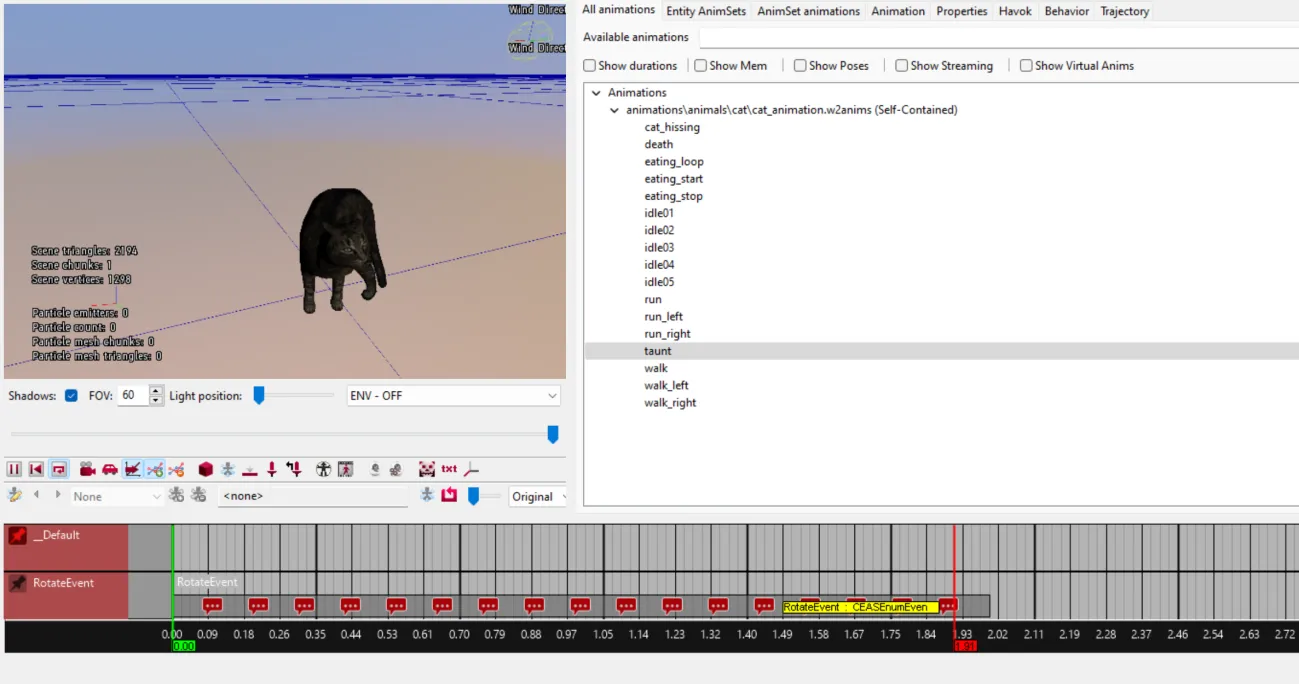 Wind Direc
Wind Direc
Scene triangles: 2194
Scene chunks: 1
Scene vertices: 1298
Particle emitters: 0
Particle count: 0
Particle mesh chunks: 0
Particle mesh triangles: 0
All animations Entity AnimSets AnimSet animations Animation Properties Havok Behavior Trajectory
Available animations
Show durations Show Mem Show Poses Show Streaming Show Virtual Anims
Animations
animations\animals\cat\cat_animation.w2anims (Self-Contained)
cat_hissing
death
eating_loop
eating_start
eating_stop
idle01
idle02
idle03
idle04
idle05
run
run_left
run_right
taunt
walk
walk_left
walk_right
Shadows: FOV: 60 Light position: ENV - OFF
txt
None <none> Original
__Default
RotateEvent RotateEvent
RotateEvent : CEASEnumEven
0.00 0.09 0.18 0.26 0.35 0.44 0.53 0.61 0.70 0.79 0.88 0.97 1.05 1.14 1.23 1.32 1.40 1.49 1.58 1.67 1.75 1.84 1.93 2.02 2.11 2.19 2.28 2.37 2.46 2.54 2.63 2.72
0.00 1.91